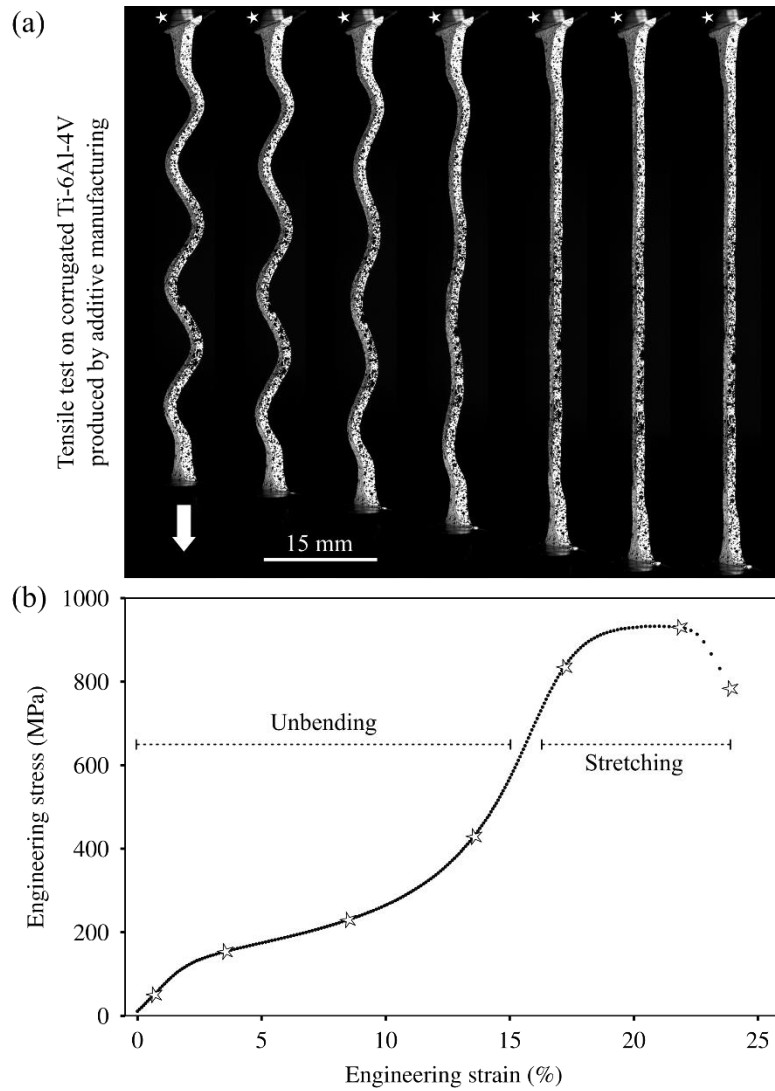 (a)
Tensile test on corrugated Ti-6Al-4V
produced by additive manufacturing
15 mm
(b)
1000
800
600
400
200
0
Engineering stress (MPa)
Unbending
Stretching
0 5 10 15 20 25
Engineering strain (%)